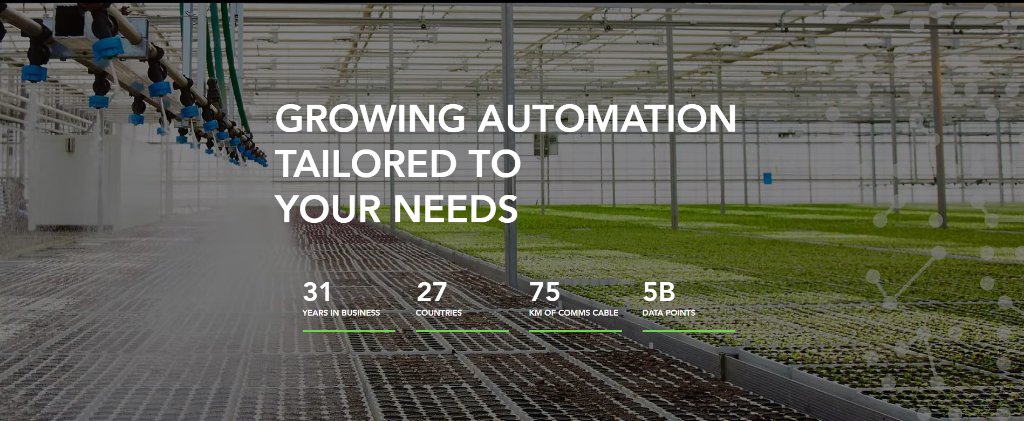 GROWING AUTOMATION
TAILORED TO
YOUR NEEDS
31 27 75 5B
YEARS IN BUSINESS COUNTRIES KM OF COMMS CABLE DATA POINTS